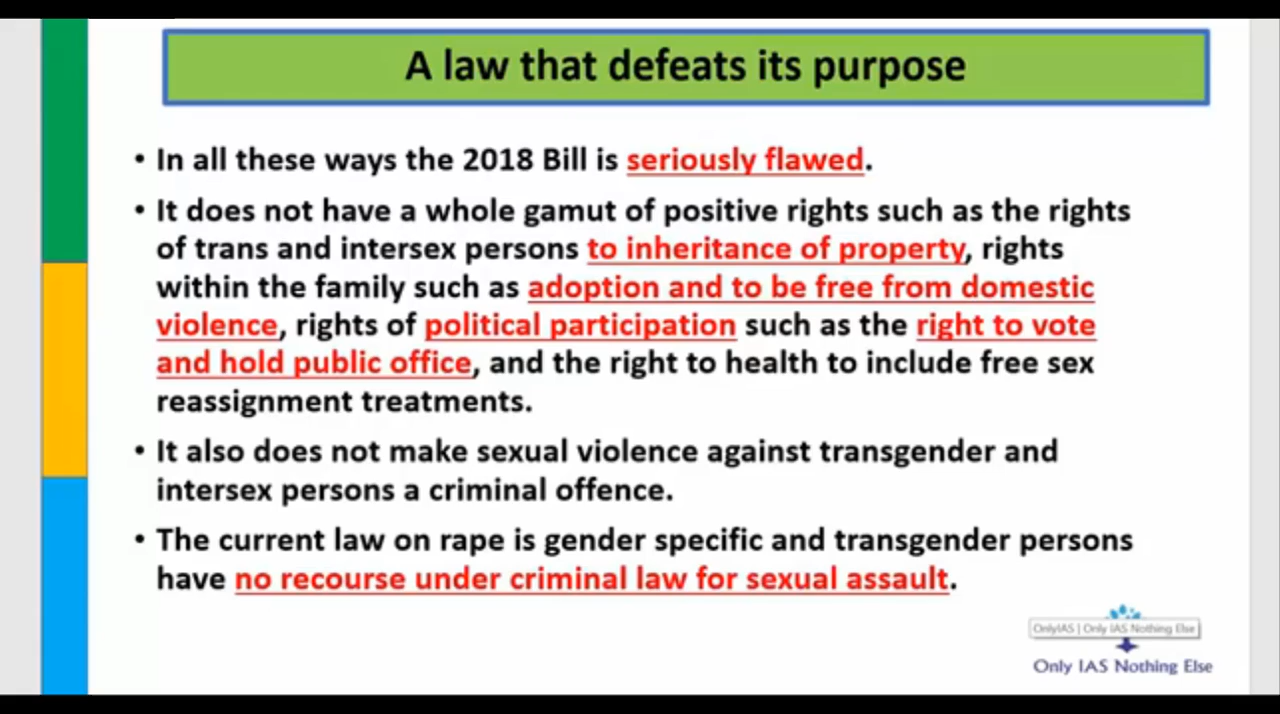 A law that defeats its purpose
• In all these ways the 2018 Bill is seriously flawed.
• It does not have a whole gamut of positive rights such as the rights
of trans and intersex persons to inheritance of property, rights
within the family such as adoption and to be free from domestic
violence, rights of political participation such as the right to vote
and hold public office, and the right to health to include free sex
reassignment treatments.
• It also does not make sexual violence against transgender and
intersex persons a criminal offence.
• The current law on rape is gender specific and transgender persons
have no recourse under criminal law for sexual assault.
OnlyIAS | Only IAS Nothing Else
Only IAS Nothing Else